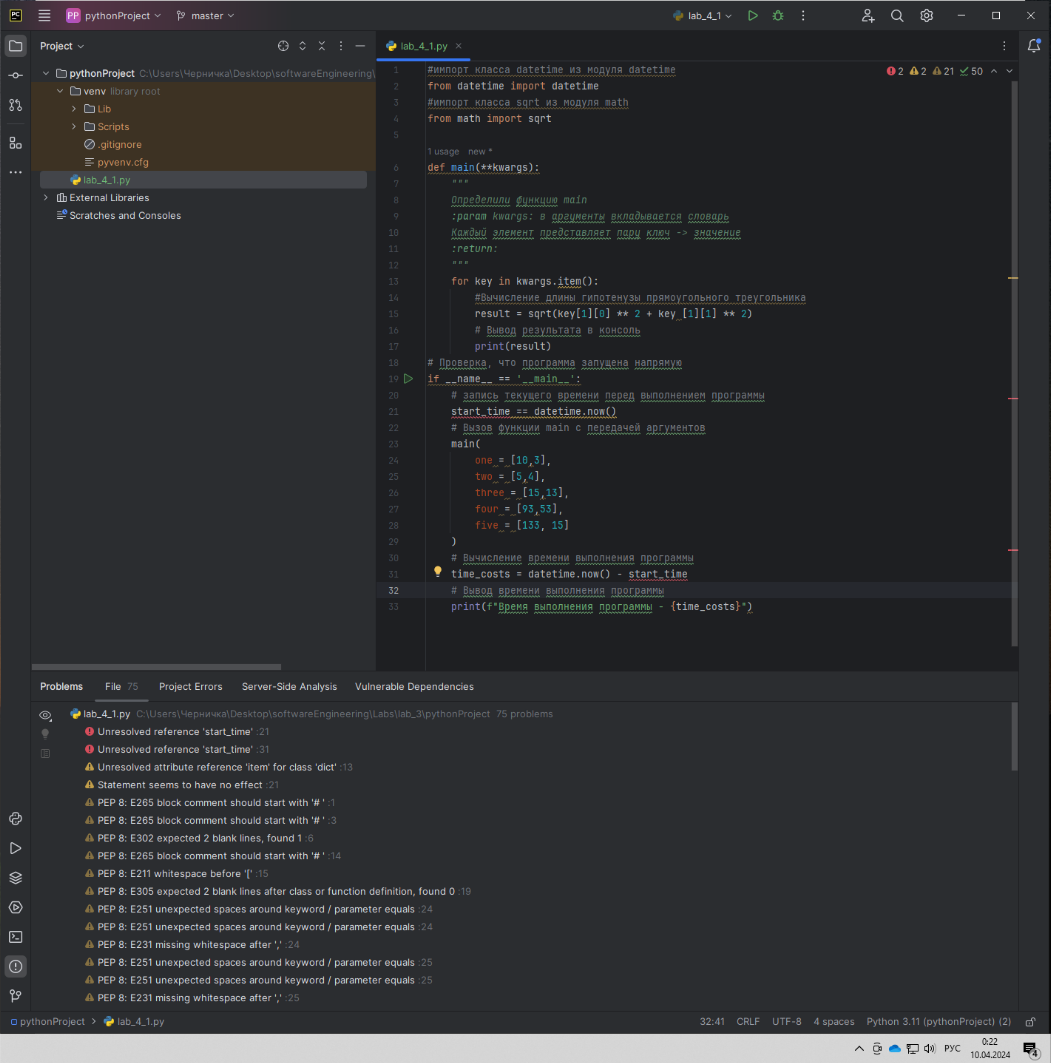 PC PP pythonProject master lab_4_1
Project
pythonProject C:\Users\Черничка\Desktop\softwareEngineering\
venv library root
Lib
Scripts
.gitignore
pyvenv.cfg
lab_4_1.py
External Libraries
Scratches and Consoles
lab_4_1.py
2 2 21 50
1 #импорт класса datetime из модуля datetime
2 from datetime import datetime
3 #импорт класса sqrt из модуля math
4 from math import sqrt
5
1 usage new *
6 def main(**kwargs):
7 """
8 Определили функцию main
9 :param kwargs: в аргументы вкладывается словарь
10 Каждый элемент представляет пару ключ -> значение
11 :return:
12 """
13 for key in kwargs.item():
14 #Вычисление длины гипотенузы прямоугольного треугольника
15 result = sqrt(key[1][0] ** 2 + key [1][1] ** 2)
16 # Вывод результата в консоль
17 print(result)
18 # Проверка, что программа запущена напрямую
19 if __name__ == '__main__':
20 # запись текущего времени перед выполнением программы
21 start_time == datetime.now()
22 # Вызов функции main с передачей аргументов
23 main(
24 one = [10,3],
25 two = [5,4],
26 three = [15,13],
27 four = [93,53],
28 five = [133, 15]
29 )
30 # Вычисление времени выполнения программы
31 time_costs = datetime.now() - start_time
32 # Вывод времени выполнения программы
33 print(f"Время выполнения программы - {time_costs}")
Problems File 75 Project Errors Server-Side Analysis Vulnerable Dependencies
lab_4_1.py C:\Users\Черничка\Desktop\softwareEngineering\Labs\lab_3\pythonProject 75 problems
Unresolved reference 'start_time' :21
Unresolved reference 'start_time' :31
Unresolved attribute reference 'item' for class 'dict' :13
Statement seems to have no effect :21
PEP 8: E265 block comment should start with '# ' :1
PEP 8: E265 block comment should start with '# ' :3
PEP 8: E302 expected 2 blank lines, found 1 :6
PEP 8: E265 block comment should start with '# ' :14
PEP 8: E211 whitespace before '[' :15
PEP 8: E305 expected 2 blank lines after class or function definition, found 0 :19
PEP 8: E251 unexpected spaces around keyword / parameter equals :24
PEP 8: E251 unexpected spaces around keyword / parameter equals :24
PEP 8: E231 missing whitespace after ',' :24
PEP 8: E251 unexpected spaces around keyword / parameter equals :25
PEP 8: E251 unexpected spaces around keyword / parameter equals :25
PEP 8: E231 missing whitespace after ',' :25
pythonProject > lab_4_1.py 32:41 CRLF UTF-8 4 spaces Python 3.11 (pythonProject) (2)
РУС 0:22
10.04.2024 4